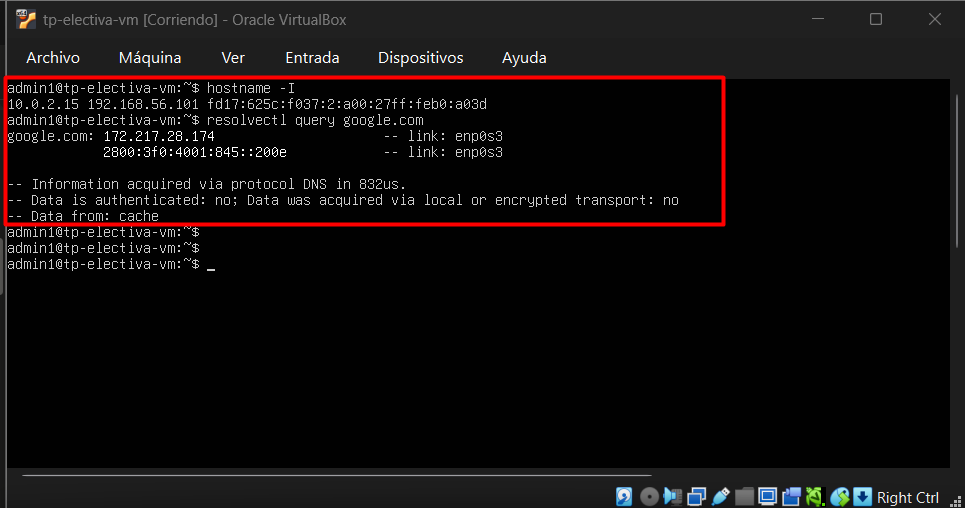 tp-electiva-vm [Corriendo] - Oracle VirtualBox
Archivo Máquina Ver Entrada Dispositivos Ayuda
admin1@tp-electiva-vm:~$ hostname -I
10.0.2.15 192.168.56.101 fd17:625c:f037:2:a00:27ff:feb0:a03d
admin1@tp-electiva-vm:~$ resolvectl query google.com
google.com: 172.217.28.174 -- link: enp0s3
2800:3f0:4001:845::200e -- link: enp0s3
-- Information acquired via protocol DNS in 832us.
-- Data is authenticated: no; Data was acquired via local or encrypted transport: no
-- Data from: cache
admin1@tp-electiva-vm:~$
admin1@tp-electiva-vm:~$
admin1@tp-electiva-vm:~$ _
Right Ctrl